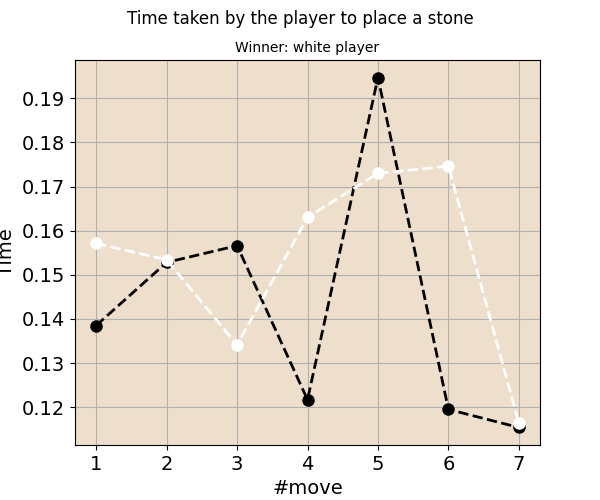 Time taken by the player to place a stone
Winner: white player
0.19
0.18
0.17
0.16
0.15
0.14
0.13
0.12
Time
1 2 3 4 5 6 7
#move